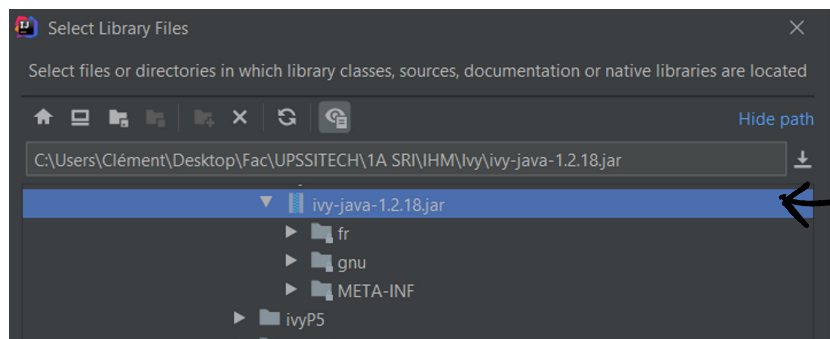 Select Library Files
Select files or directories in which library classes, sources, documentation or native libraries are located
Hide path
C:\Users\Clément\Desktop\Fac\UPSSITECH\1A SRI\IHM\Ivy\ivy-java-1.2.18.jar
ivy-java-1.2.18.jar
fr
gnu
META-INF
ivyP5